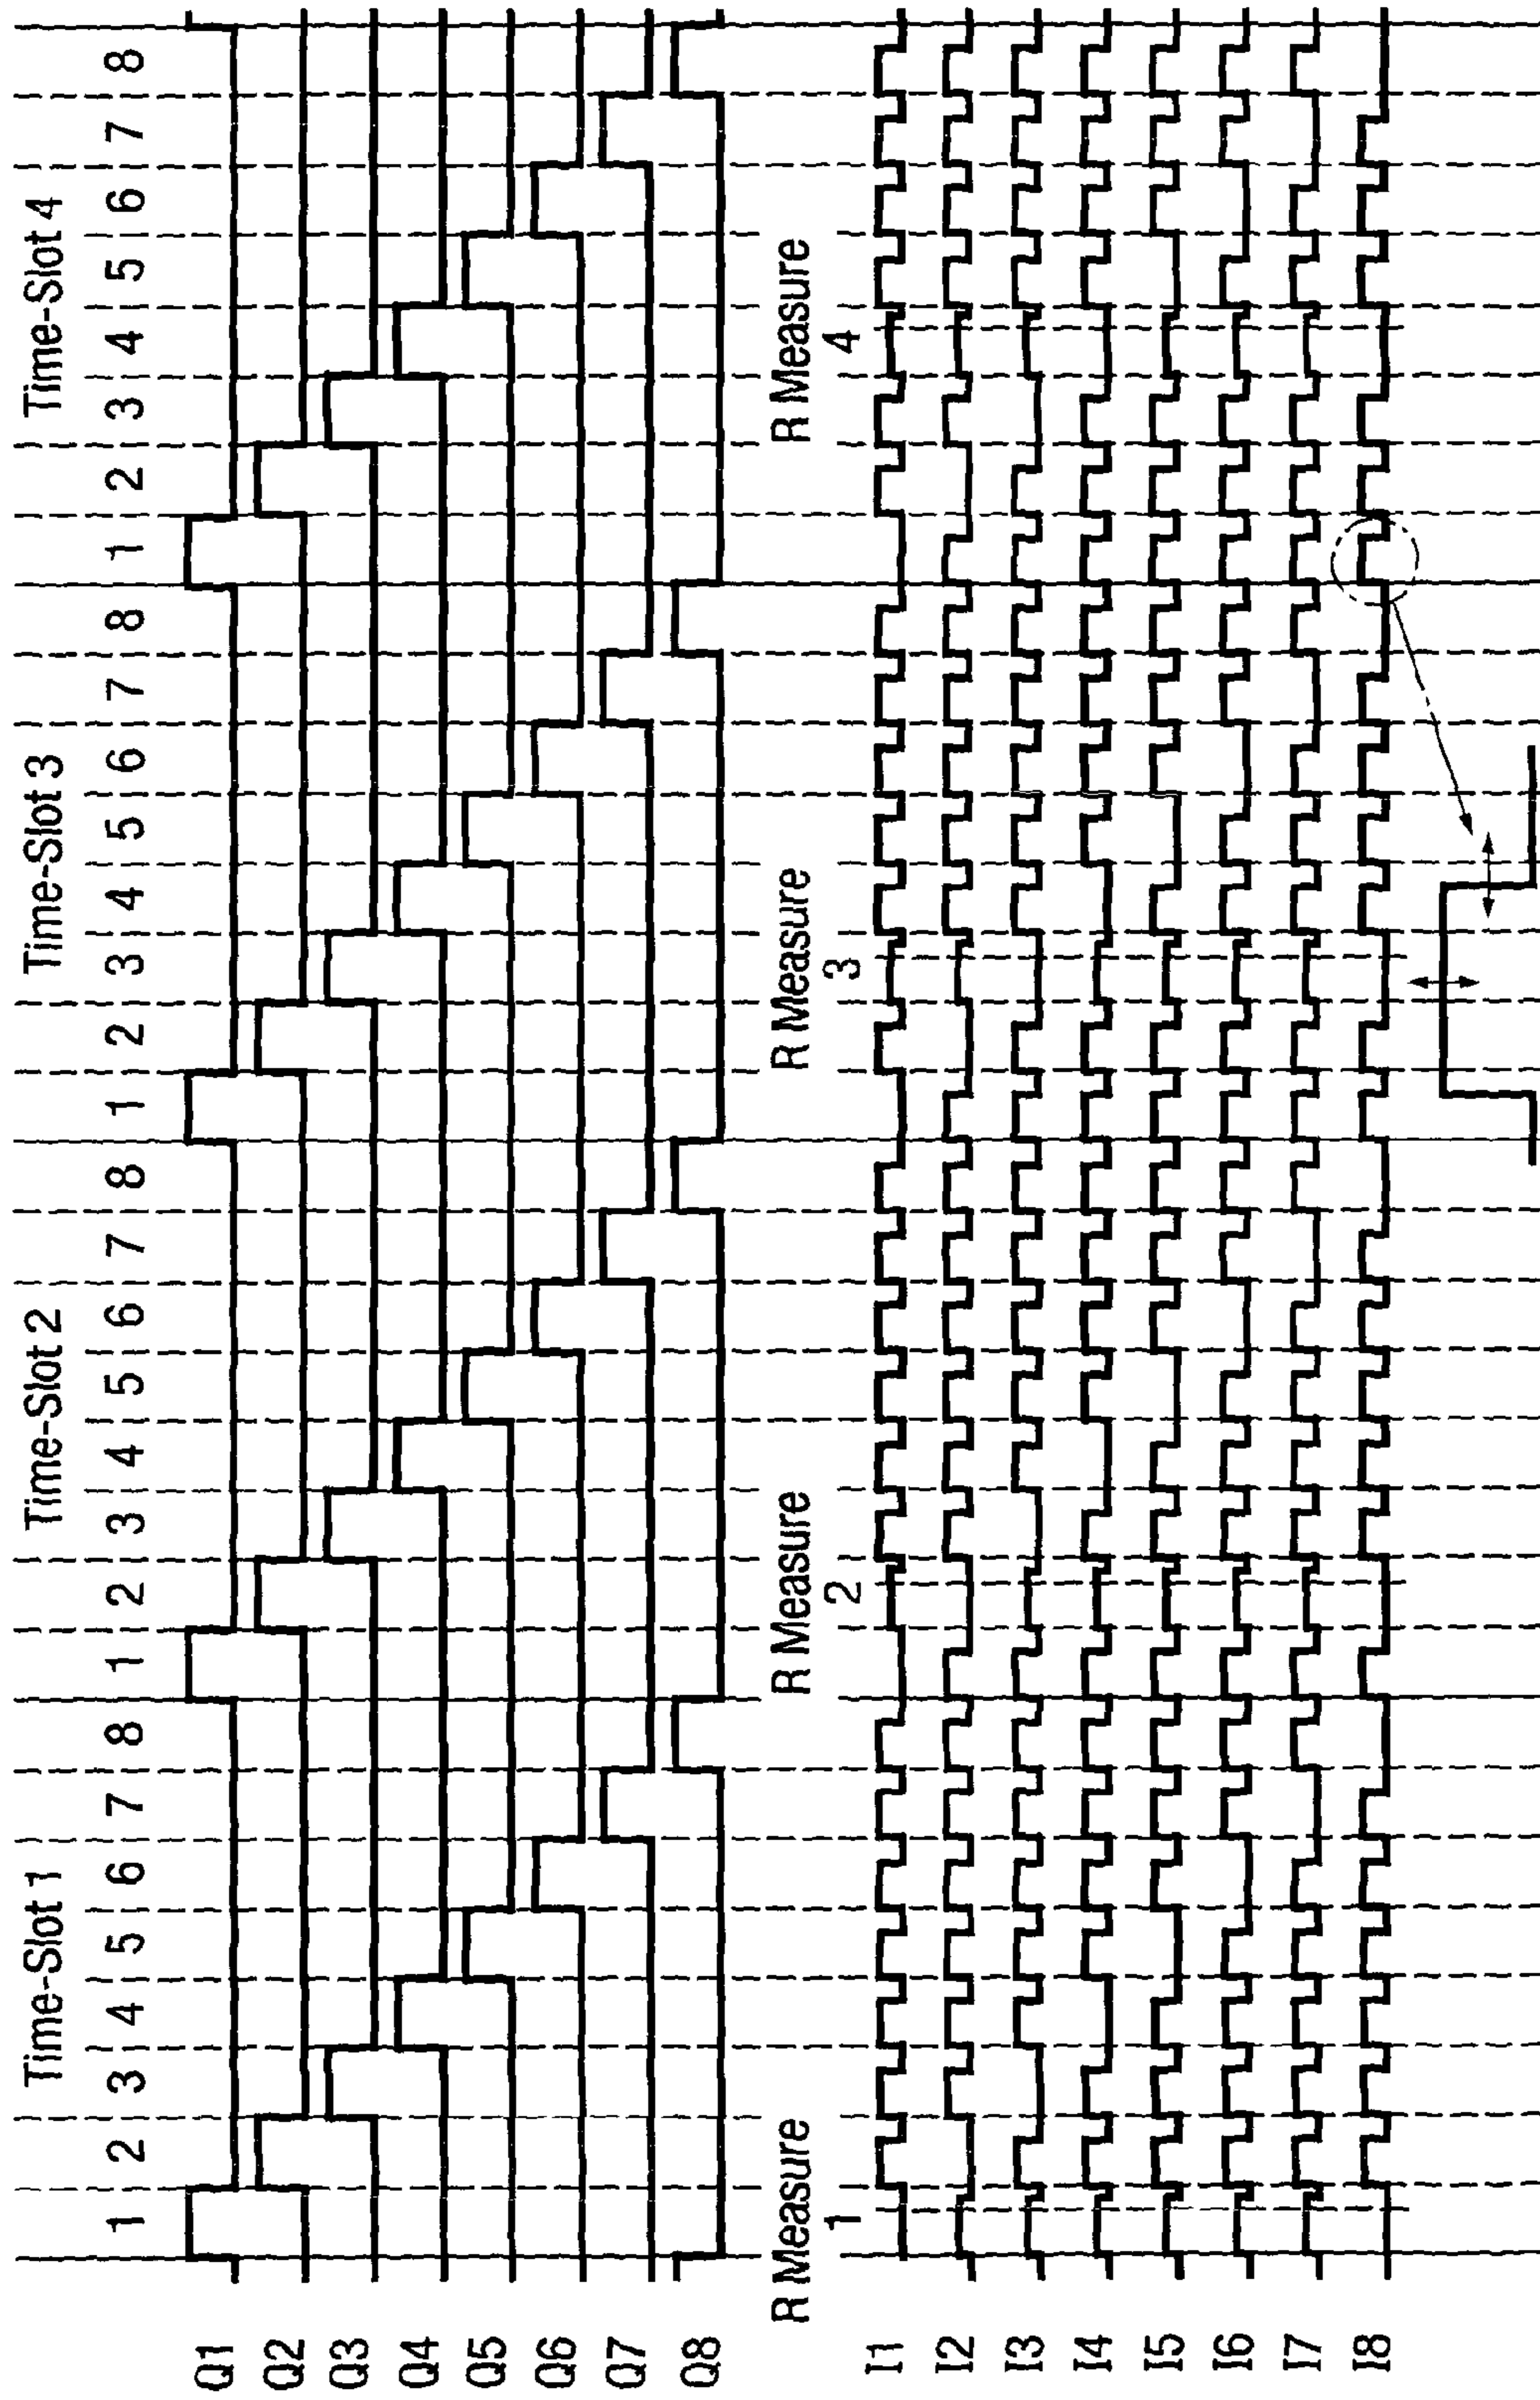 Time-Slot 1 Time-Slot 2 Time-Slot 3 Time-Slot 4
1 2 3 4 5 6 7 8 1 2 3 4 5 6 7 8 1 2 3 4 5 6 7 8 1 2 3 4 5 6 7 8
Q1
Q2
Q3
Q4
Q5
Q6
Q7
Q8
R Measure R Measure R Measure R Measure
1 2 3 4
I1
I2
I3
I4
I5
I6
I7
I8